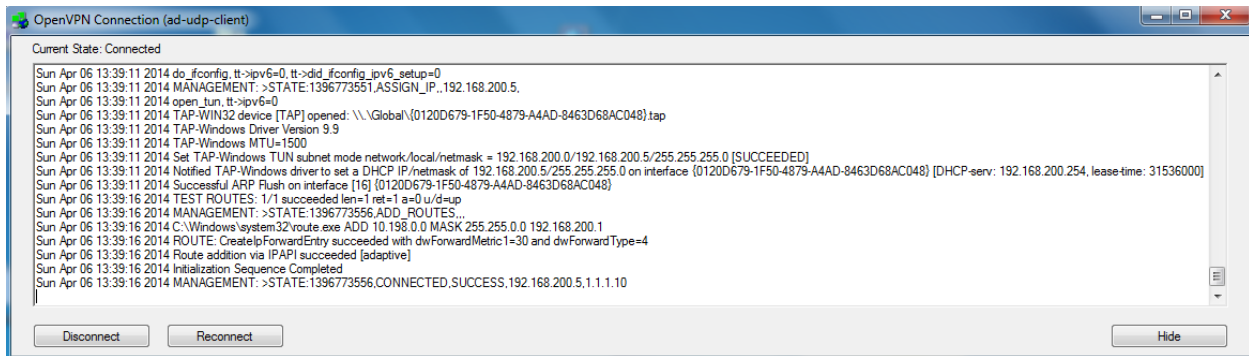 OpenVPN Connection (ad-udp-client)
Current State: Connected
Sun Apr 06 13:39:11 2014 do_ifconfig, tt->ipv6=0, tt->did_ifconfig_ipv6_setup=0
Sun Apr 06 13:39:11 2014 MANAGEMENT: >STATE:1396773551,ASSIGN_IP,,192.168.200.5,
Sun Apr 06 13:39:11 2014 open_tun, tt->ipv6=0
Sun Apr 06 13:39:11 2014 TAP-WIN32 device [TAP] opened: \\.\Global\{0120D679-1F50-4879-A4AD-8463D68AC048}.tap
Sun Apr 06 13:39:11 2014 TAP-Windows Driver Version 9.9
Sun Apr 06 13:39:11 2014 TAP-Windows MTU=1500
Sun Apr 06 13:39:11 2014 Set TAP-Windows TUN subnet mode network/local/netmask = 192.168.200.0/192.168.200.5/255.255.255.0 [SUCCEEDED]
Sun Apr 06 13:39:11 2014 Notified TAP-Windows driver to set a DHCP IP/netmask of 192.168.200.5/255.255.255.0 on interface {0120D679-1F50-4879-A4AD-8463D68AC048} [DHCP-serv: 192.168.200.254, lease-time: 31536000]
Sun Apr 06 13:39:11 2014 Successful ARP Flush on interface [16] {0120D679-1F50-4879-A4AD-8463D68AC048}
Sun Apr 06 13:39:16 2014 TEST ROUTES: 1/1 succeeded len=1 ret=1 a=0 u/d=up
Sun Apr 06 13:39:16 2014 MANAGEMENT: >STATE:1396773556,ADD_ROUTES,,,
Sun Apr 06 13:39:16 2014 C:\Windows\system32\route.exe ADD 10.198.0.0 MASK 255.255.0.0 192.168.200.1
Sun Apr 06 13:39:16 2014 ROUTE: CreateIpForwardEntry succeeded with dwForwardMetric1=30 and dwForwardType=4
Sun Apr 06 13:39:16 2014 Route addition via IPAPI succeeded [adaptive]
Sun Apr 06 13:39:16 2014 Initialization Sequence Completed
Sun Apr 06 13:39:16 2014 MANAGEMENT: >STATE:1396773556,CONNECTED,SUCCESS,192.168.200.5,1.1.1.10
Disconnect Reconnect Hide